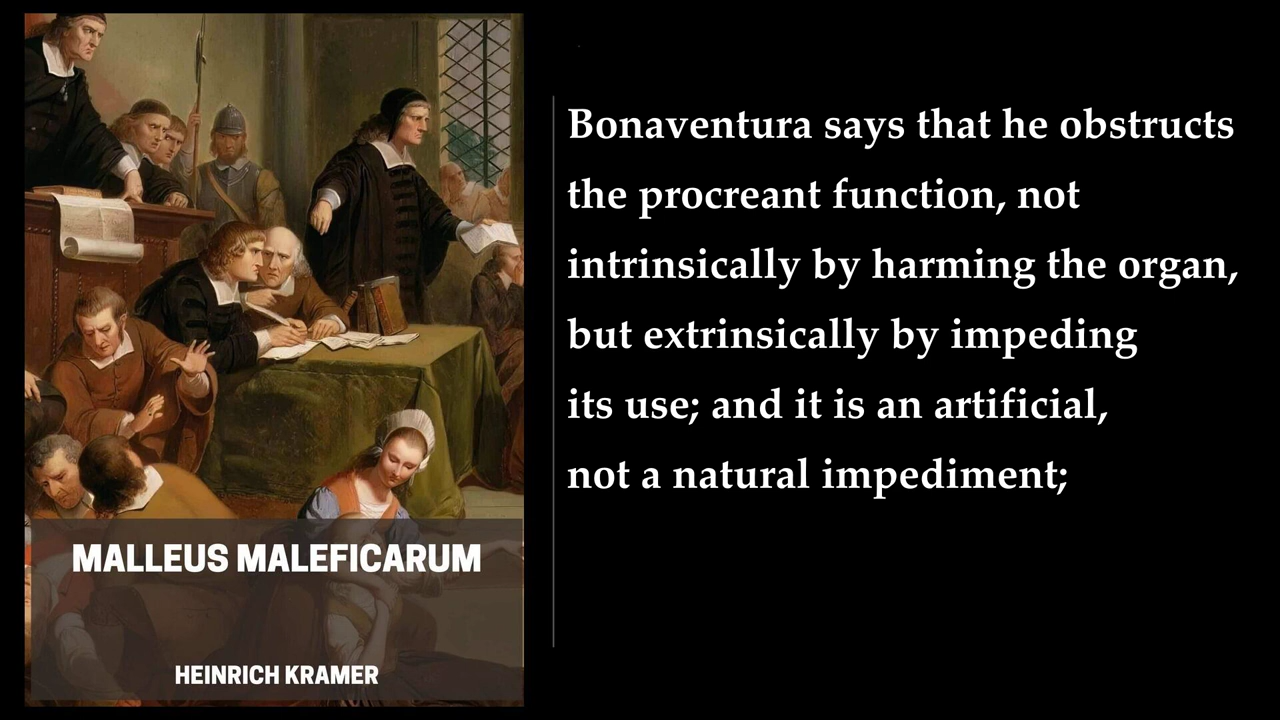 MALLEUS MALEFICARUM
HEINRICH KRAMER
Bonaventura says that he obstructs
the procreant function, not
intrinsically by harming the organ,
but extrinsically by impeding
its use; and it is an artificial,
not a natural impediment;